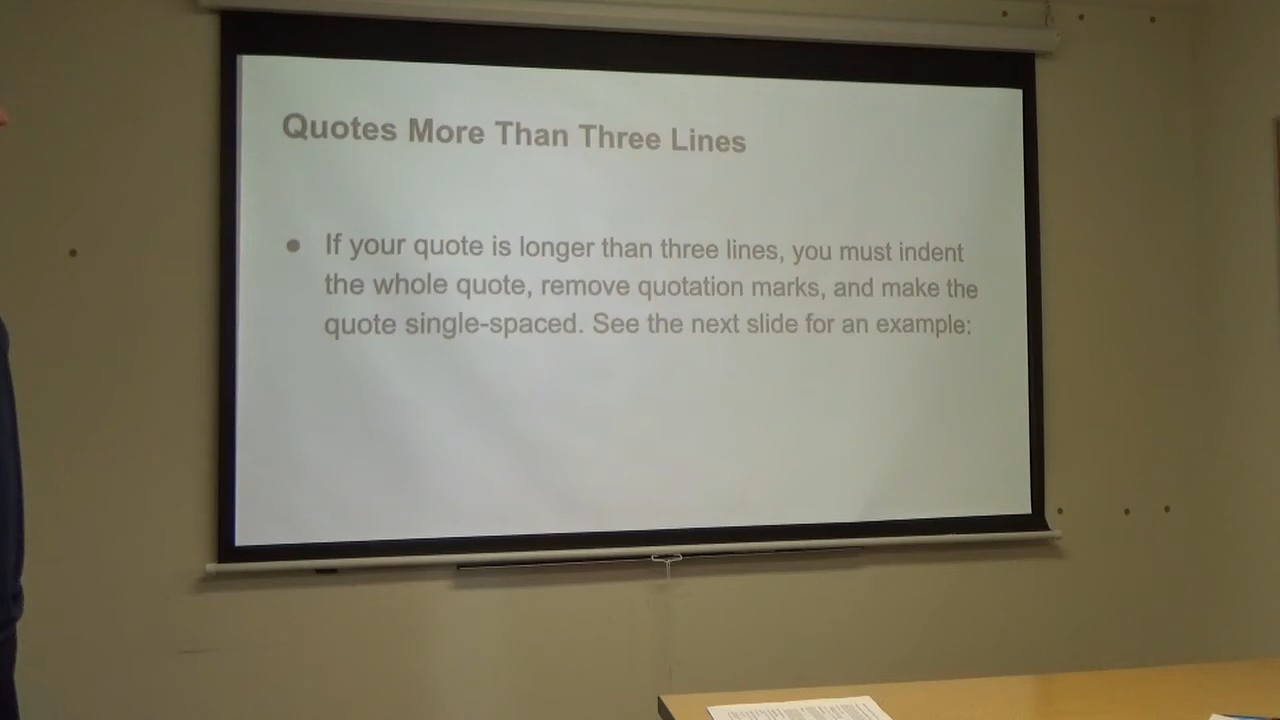 Quotes More Than Three Lines
● If your quote is longer than three lines, you must indent
the whole quote, remove quotation marks, and make the
quote single-spaced. See the next slide for an example: